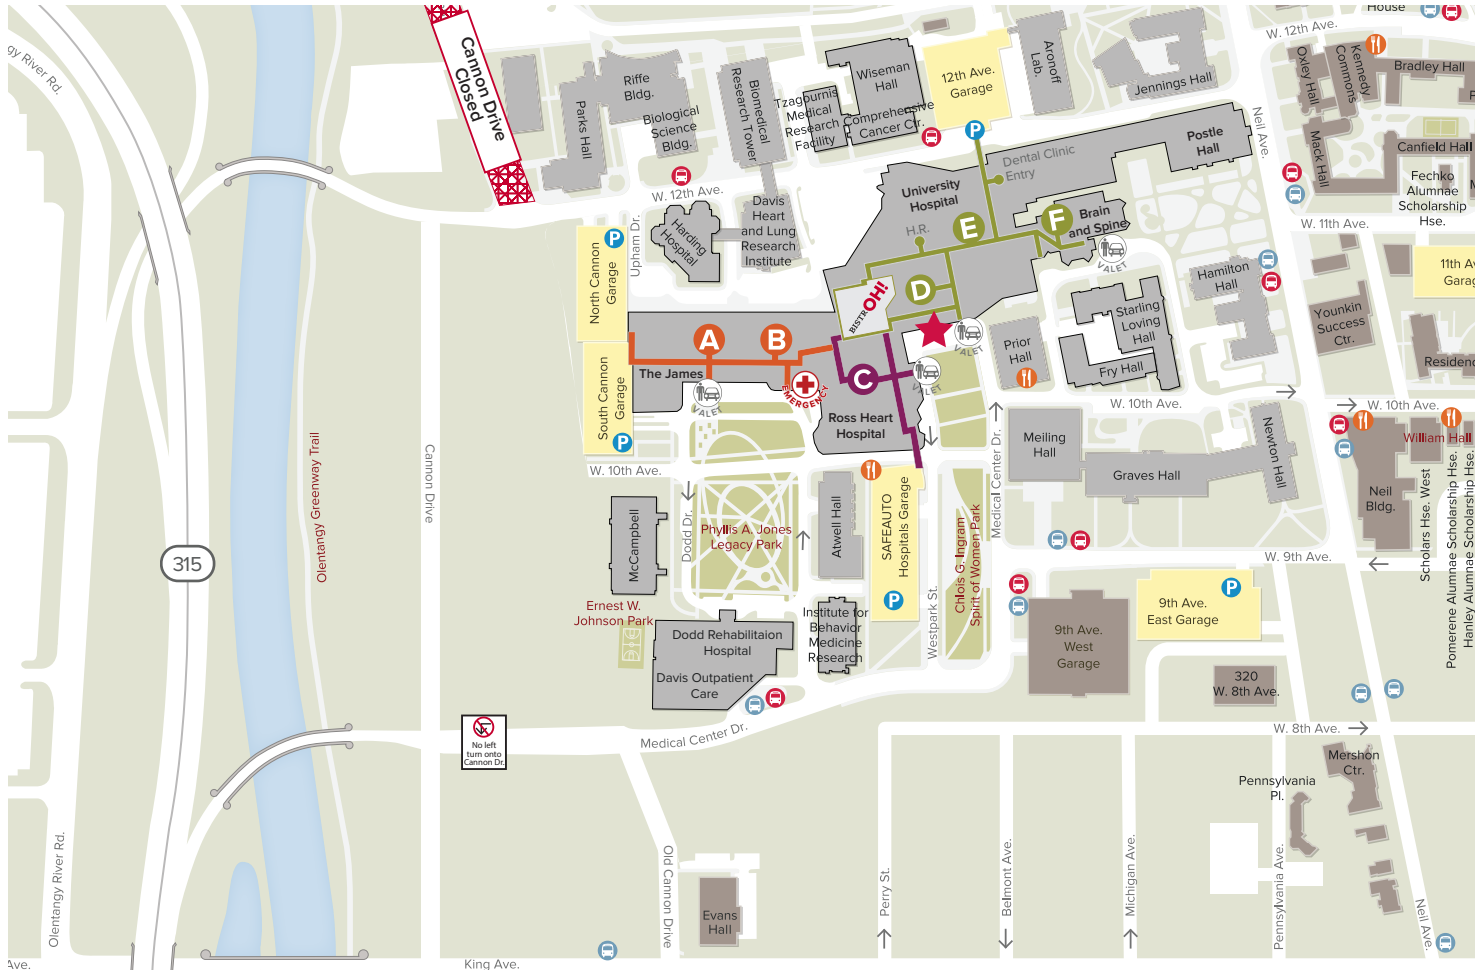 House
W. 12th Ave.
gy River Rd.
Cannon Drive
Closed
Riffe
Bldg.
Parks Hall
Biological
Science
Bldg.
Biomedical
Research Tower
Tzagournis
Medical
Research
Facility
Wiseman
Hall
Comprehensive
Cancer Ctr.
12th Ave.
Garage
P
Aronoff
Lab.
Jennings Hall
Oxley Hall
Kennedy
Commons
Bradley Hall
Mack Hall
Canfield Hall
Fechko
Alumnae
Scholarship
Hse.
Neil Ave.
Postle
Hall
Dental Clinic
Entry
W. 12th Ave.
University
Hospital
H.R.
E
F
Brain
and Spine
VALET
W. 11th Ave.
11th Av
Garag
Davis
Heart
and Lung
Research
Institute
Harding
Hospital
Upham Dr.
P
North Cannon
Garage
Hamilton
Hall
D
BISTROH!
VALET
Starling
Loving
Hall
Fry Hall
Prior
Hall
Younkin
Success
Ctr.
Residenc
A
B
The James
VALET
EMERGENCY
C
VALET
Ross Heart
Hospital
South Cannon
Garage
P
W. 10th Ave.
W. 10th Ave.
W. 10th Ave.
Medical Center Dr.
Meiling
Hall
Graves Hall
Newton Hall
William Hall
Neil
Bldg.
Scholars Hse. West
Pomerene Alumnae Scholarship Hse.
Hanley Alumnae Scholarship Hse.
Olentangy Greenway Trail
Cannon Drive
315
McCampbell
Dodd Dr.
Phyllis A. Jones
Legacy Park
Atwell Hall
SAFEAUTO
Hospitals Garage
P
Westpark St.
Chlois G. Ingram
Spirit of Women Park
W. 9th Ave.
Ernest W.
Johnson Park
Dodd Rehabilitaion
Hospital
Davis Outpatient
Care
Institute for
Behavior
Medicine
Research
9th Ave.
West
Garage
9th Ave.
East Garage
P
320
W. 8th Ave.
No left
turn onto
Cannon Dr.
Medical Center Dr.
W. 8th Ave.
Mershon
Ctr.
Pennsylvania
Pl.
Olentangy River Rd.
Old Cannon Drive
Evans
Hall
Perry St.
Belmont Ave.
Michigan Ave.
Pennsylvania Ave.
Neil Ave.
Ave.
King Ave.